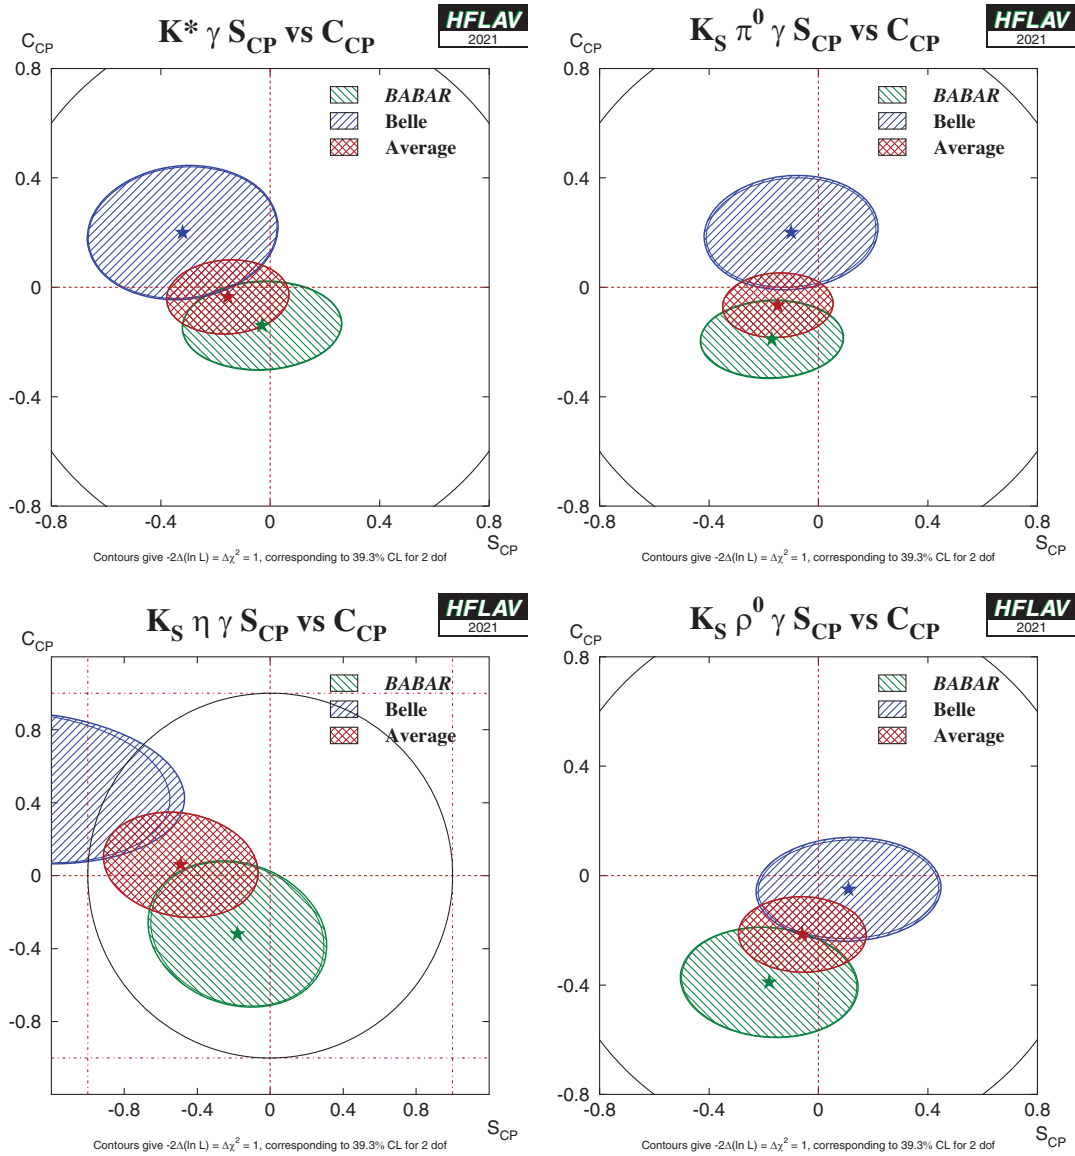 K* γ S_CP vs C_CP
HFLAV
2021
C_CP
BABAR
Belle
Average
0.8
0.4
0
-0.4
-0.8
-0.8
-0.4
0
0.4
0.8
S_CP
Contours give -2Δ(ln L) = Δχ² = 1, corresponding to 39.3% CL for 2 dof
K_S π⁰ γ S_CP vs C_CP
HFLAV
2021
C_CP
BABAR
Belle
Average
0.8
0.4
0
-0.4
-0.8
-0.8
-0.4
0
0.4
0.8
S_CP
Contours give -2Δ(ln L) = Δχ² = 1, corresponding to 39.3% CL for 2 dof
K_S η γ S_CP vs C_CP
HFLAV
2021
C_CP
BABAR
Belle
Average
0.8
0.4
0
-0.4
-0.8
-0.8
-0.4
0
0.4
0.8
S_CP
Contours give -2Δ(ln L) = Δχ² = 1, corresponding to 39.3% CL for 2 dof
K_S ρ⁰ γ S_CP vs C_CP
HFLAV
2021
C_CP
BABAR
Belle
Average
0.8
0.4
0
-0.4
-0.8
-0.8
-0.4
0
0.4
0.8
S_CP
Contours give -2Δ(ln L) = Δχ² = 1, corresponding to 39.3% CL for 2 dof